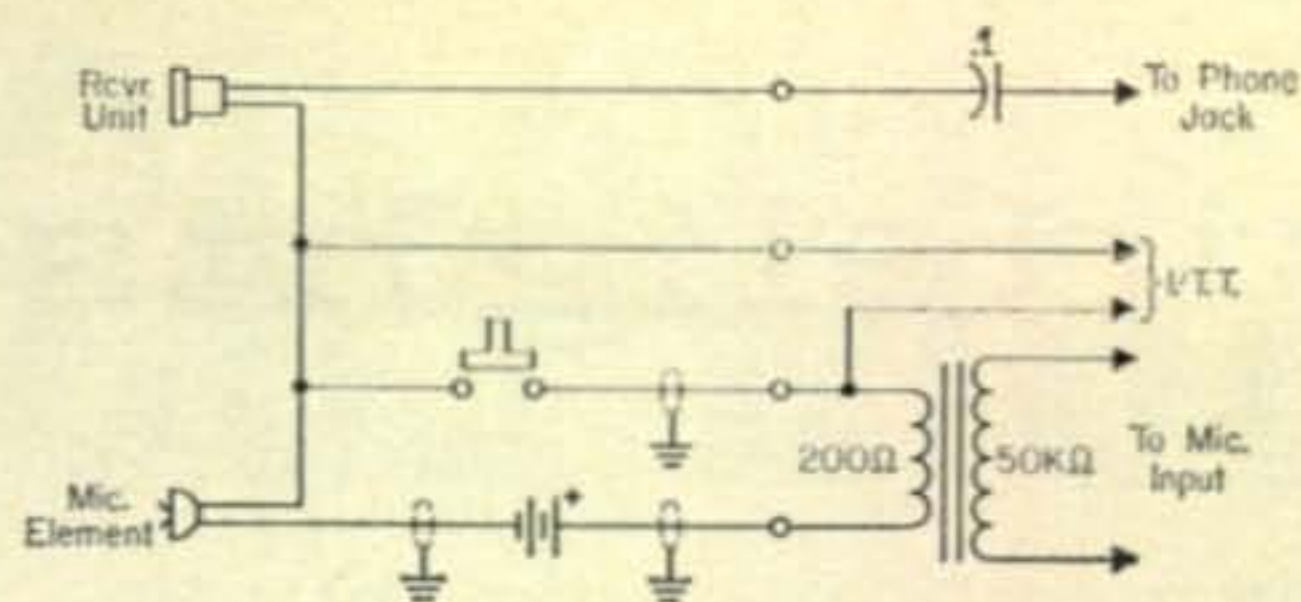 .1
Rcvr.
Unit
To Phone
Jack
P.T.T.
200Ω
50KΩ
To Mic.
Input
Mic.
Element
+